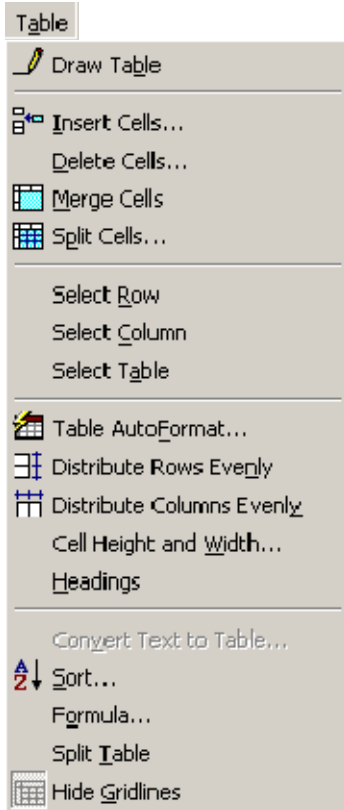 Table
Draw Table
Insert Cells...
Delete Cells...
Merge Cells
Split Cells...
Select Row
Select Column
Select Table
Table AutoFormat...
Distribute Rows Evenly
Distribute Columns Evenly
Cell Height and Width...
Headings
Convert Text to Table...
Sort...
Formula...
Split Table
Hide Gridlines